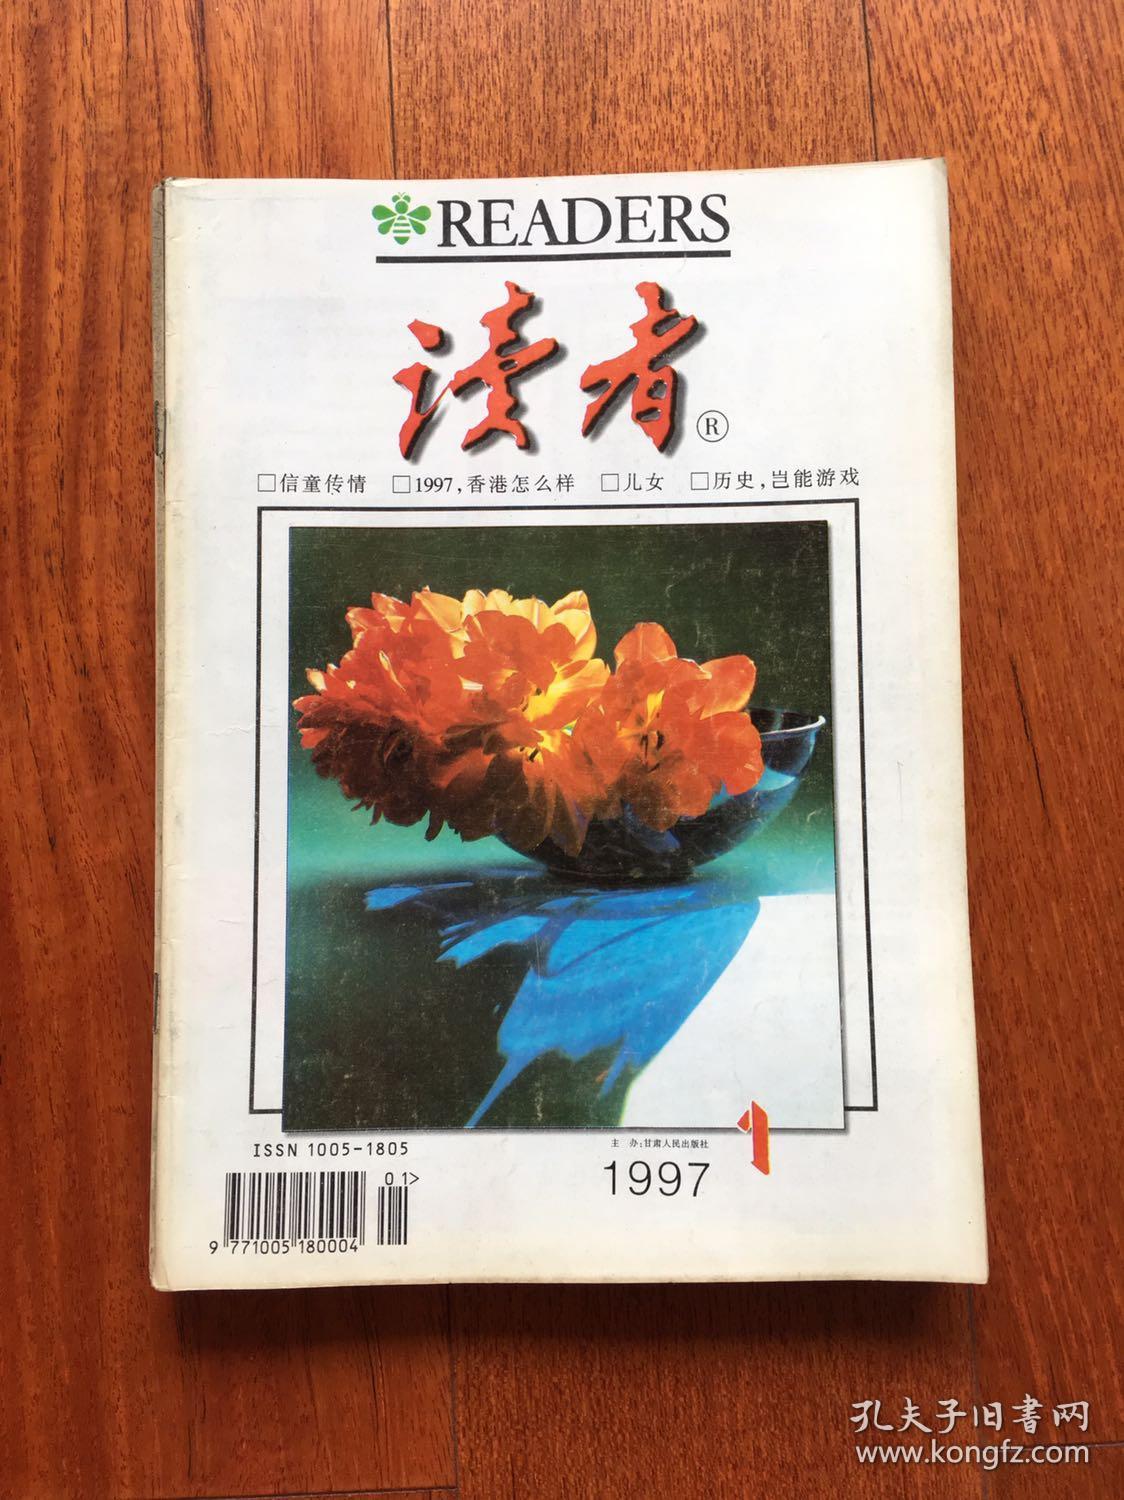 READERS
读者®
□信童传情 □1997,香港怎么样 □儿女 □历史,岂能游戏
ISSN 1005-1805
主 办:甘肃人民出版社
1997 1
01>
9 771005 180004
孔夫子旧书网
www.kongfz.com